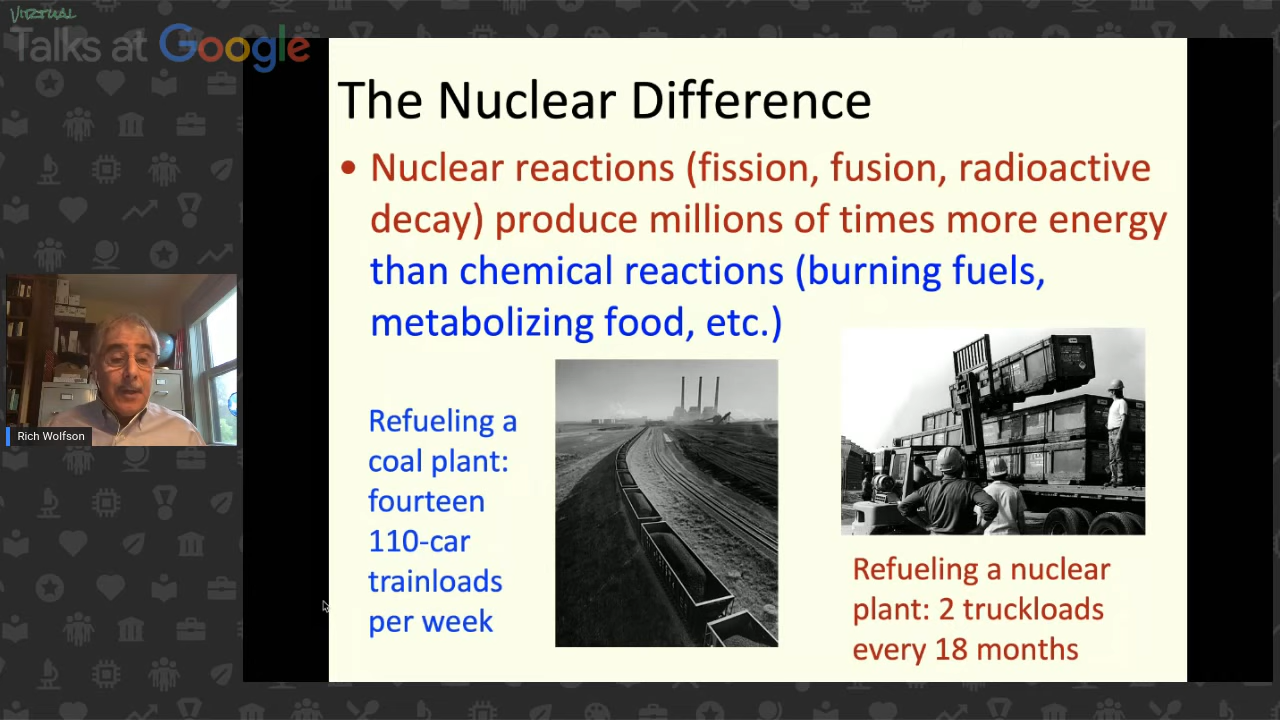 VIRTUAL
Talks at Google
The Nuclear Difference
• Nuclear reactions (fission, fusion, radioactive
decay) produce millions of times more energy
than chemical reactions (burning fuels,
metabolizing food, etc.)
Refueling a
coal plant:
fourteen
110-car
trainloads
per week
Refueling a nuclear
plant: 2 truckloads
every 18 months
Rich Wolfson